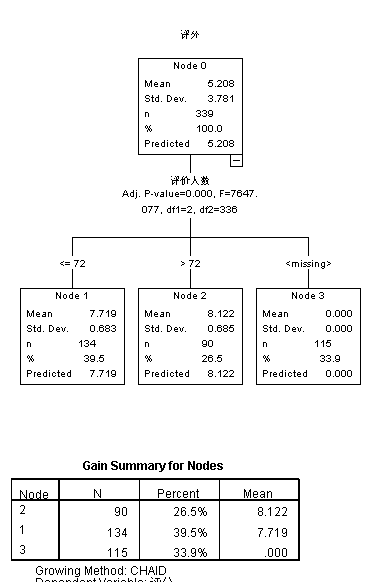 评分
Node 0
Mean 5.208
Std. Dev. 3.781
n 339
% 100.0
Predicted 5.208
评价人数
Adj. P-value=0.000, F=7647.
077, df1=2, df2=336
<= 72
> 72
<missing>
Node 1
Mean 7.719
Std. Dev. 0.683
n 134
% 39.5
Predicted 7.719
Node 2
Mean 8.122
Std. Dev. 0.685
n 90
% 26.5
Predicted 8.122
Node 3
Mean 0.000
Std. Dev. 0.000
n 115
% 33.9
Predicted 0.000
Gain Summary for Nodes
Node N Percent Mean
2 90 26.5% 8.122
1 134 39.5% 7.719
3 115 33.9% .000
Growing Method: CHAID
Dependent Variable: 评分